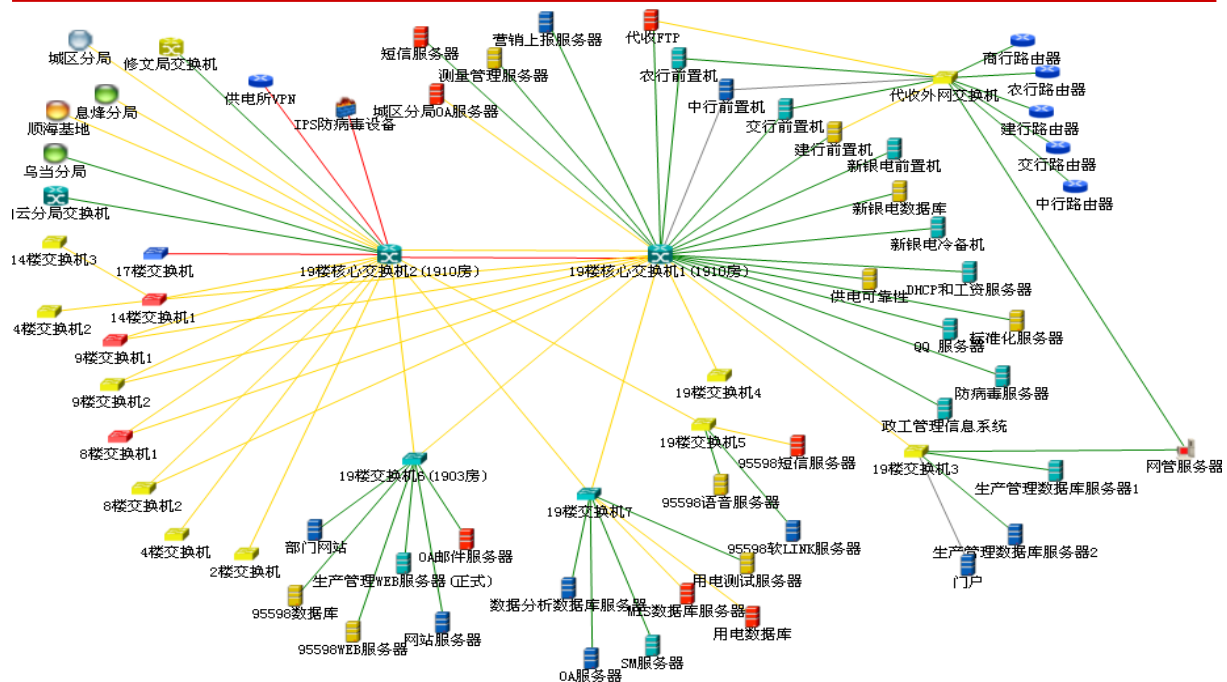 城区分局
修文局交换机
短信服务器
营销上报服务器
代收FTP
测量管理服务器
农行前置机
商行路由器
供电所VPN
息烽分局
顺海基地
IPS防病毒设备
城区分局OA服务器
中行前置机
代收外网交换机
农行路由器
交行前置机
建行路由器
建行前置机
乌当分局
新银电前置机
交行路由器
新银电数据库
中行路由器
云分局交换机
新银电冷备机
14楼交换机3
17楼交换机
19楼核心交换机2(1910房)
19楼核心交换机1(1910房)
供电可靠性
DHCP和工资服务器
4楼交换机2
14楼交换机1
QQ 服务器
标准化服务器
9楼交换机1
9楼交换机2
19楼交换机4
防病毒服务器
政工管理信息系统
8楼交换机1
19楼交换机5
95598短信服务器
19楼交换机3
网管服务器
19楼交换机6(1903房)
生产管理数据库服务器1
8楼交换机2
95598语音服务器
19楼交换机7
4楼交换机
2楼交换机
部门网站
OA邮件服务器
95598软LINK服务器
生产管理数据库服务器2
生产管理WEB服务器(正式)
用电测试服务器
门户
95598数据库
数据分析数据库服务器
MIS数据库服务器
95598WEB服务器
网站服务器
用电数据库
OA服务器
SM服务器